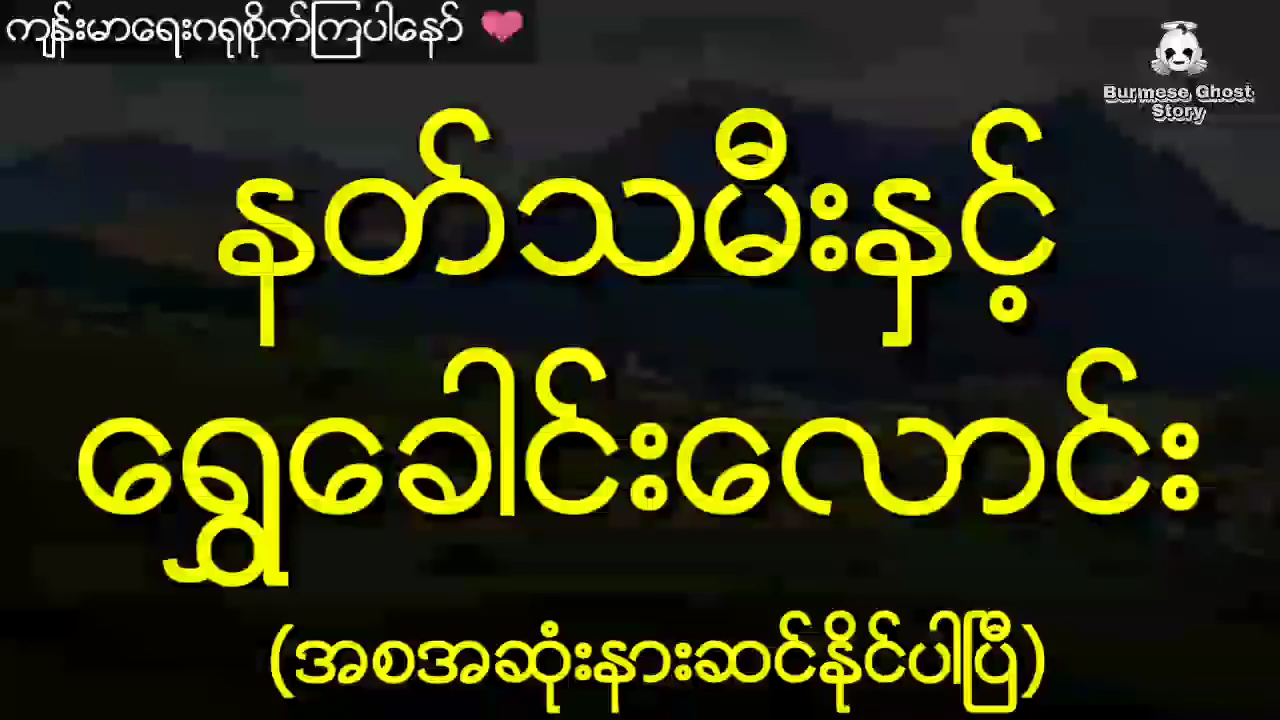 ကျန်းမာရေးဂရုစိုက်ကြပါနော် ❤
Burmese Ghost
Story
နတ်သမီးနှင့်
ရွှေခေါင်းလောင်း
(အစအဆုံးနားဆင်နိုင်ပါပြီ)